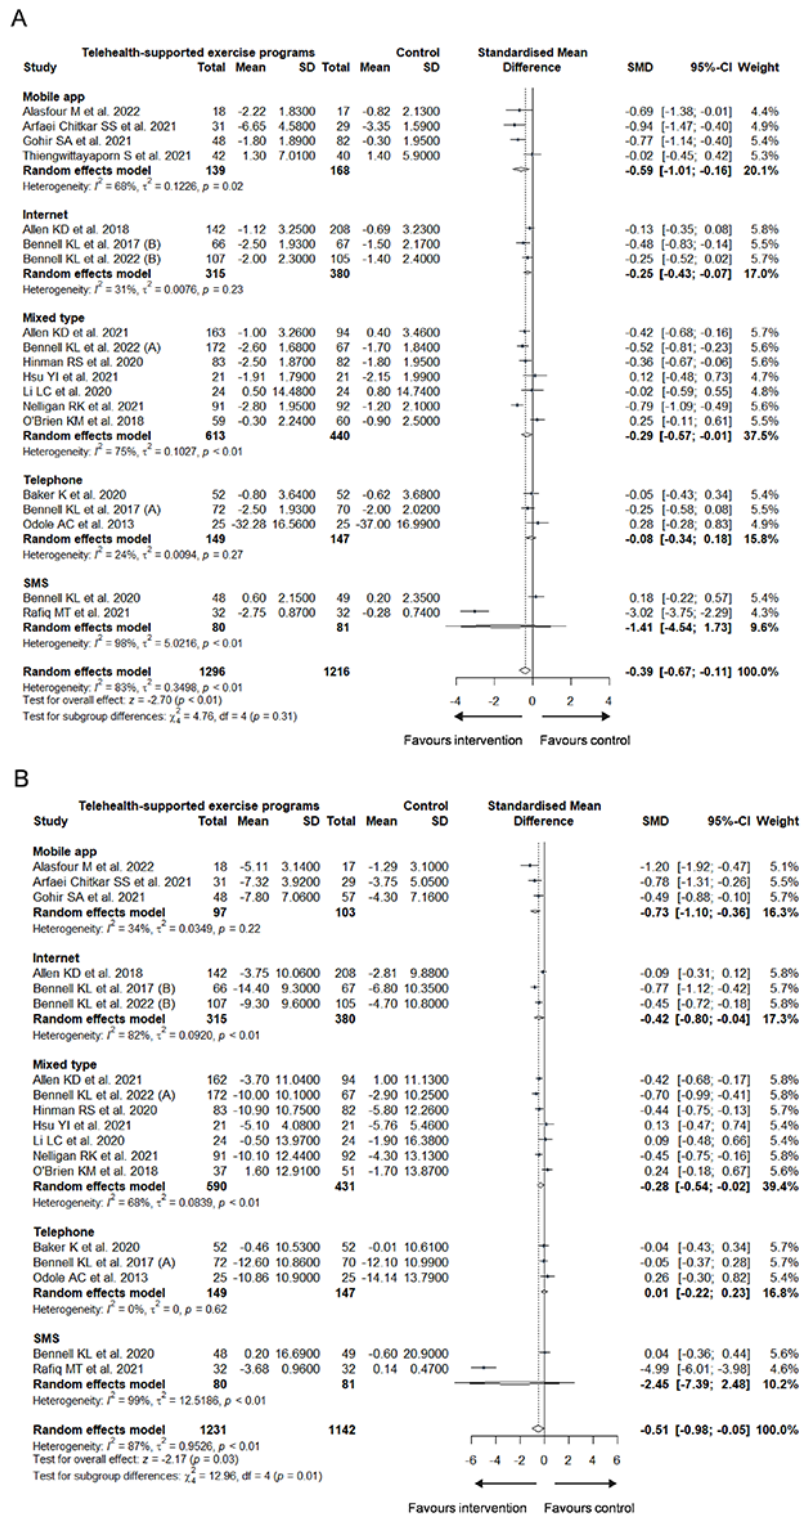 A
Telehealth-supported exercise programs Control Standardised Mean
Study Total Mean SD Total Mean SD Difference SMD 95%-CI Weight
Mobile app
Alasfour M et al. 2022 18 -2.22 1.8300 17 -0.82 2.1300 -0.69 [-1.38; -0.01] 4.4%
Arfaei Chitkar SS et al. 2021 31 -6.65 4.5800 29 -3.35 1.5900 -0.94 [-1.47; -0.40] 4.9%
Gohir SA et al. 2021 48 -1.80 1.8900 82 -0.30 1.9500 -0.77 [-1.14; -0.40] 5.4%
Thiengwittayaporn S et al. 2021 42 1.30 7.0100 40 1.40 5.9000 -0.02 [-0.45; 0.42] 5.3%
Random effects model 139 168 -0.59 [-1.01; -0.16] 20.1%
Heterogeneity: I² = 68%, τ² = 0.1226, p = 0.02
Internet
Allen KD et al. 2018 142 -1.12 3.2500 208 -0.69 3.2300 -0.13 [-0.35; 0.08] 5.8%
Bennell KL et al. 2017 (B) 66 -2.50 1.9300 67 -1.50 2.1700 -0.48 [-0.83; -0.14] 5.5%
Bennell KL et al. 2022 (B) 107 -2.00 2.3000 105 -1.40 2.4000 -0.25 [-0.52; 0.02] 5.7%
Random effects model 315 380 -0.25 [-0.43; -0.07] 17.0%
Heterogeneity: I² = 31%, τ² = 0.0076, p = 0.23
Mixed type
Allen KD et al. 2021 163 -1.00 3.2600 94 0.40 3.4600 -0.42 [-0.68; -0.16] 5.7%
Bennell KL et al. 2022 (A) 172 -2.60 1.6800 67 -1.70 1.8400 -0.52 [-0.81; -0.23] 5.6%
Hinman RS et al. 2020 83 -2.50 1.8700 82 -1.80 1.9500 -0.36 [-0.67; -0.06] 5.6%
Hsu YI et al. 2021 21 -1.91 1.7900 21 -2.15 1.9900 0.12 [-0.48; 0.73] 4.7%
Li LC et al. 2020 24 0.50 14.4800 24 0.80 14.7400 -0.02 [-0.59; 0.55] 4.8%
Nelligan RK et al. 2021 91 -2.80 1.9500 92 -1.20 2.1000 -0.79 [-1.09; -0.49] 5.6%
O'Brien KM et al. 2018 59 -0.30 2.2400 60 -0.90 2.5000 0.25 [-0.11; 0.61] 5.5%
Random effects model 613 440 -0.29 [-0.57; -0.01] 37.5%
Heterogeneity: I² = 75%, τ² = 0.1027, p < 0.01
Telephone
Baker K et al. 2020 52 -0.80 3.6400 52 -0.62 3.6800 -0.05 [-0.43; 0.34] 5.4%
Bennell KL et al. 2017 (A) 72 -2.50 1.9300 70 -2.00 2.0200 -0.25 [-0.58; 0.08] 5.5%
Odole AC et al. 2013 25 -32.28 16.5600 25 -37.00 16.9900 0.28 [-0.28; 0.83] 4.9%
Random effects model 149 147 -0.08 [-0.34; 0.18] 15.8%
Heterogeneity: I² = 24%, τ² = 0.0094, p = 0.27
SMS
Bennell KL et al. 2020 48 0.60 2.1500 49 0.20 2.3500 0.18 [-0.22; 0.57] 5.4%
Rafiq MT et al. 2021 32 -2.75 0.8700 32 -0.28 0.7400 -3.02 [-3.75; -2.29] 4.3%
Random effects model 80 81 -1.41 [-4.54; 1.73] 9.6%
Heterogeneity: I² = 98%, τ² = 5.0216, p < 0.01
Random effects model 1296 1216 -0.39 [-0.67; -0.11] 100.0%
Heterogeneity: I² = 83%, τ² = 0.3498, p < 0.01
Test for overall effect: z = -2.70 (p < 0.01)
Test for subgroup differences: χ²₄ = 4.76, df = 4 (p = 0.31)
-4 -2 0 2 4
Favours intervention Favours control
B
Telehealth-supported exercise programs Control Standardised Mean
Study Total Mean SD Total Mean SD Difference SMD 95%-CI Weight
Mobile app
Alasfour M et al. 2022 18 -5.11 3.1400 17 -1.29 3.1000 -1.20 [-1.92; -0.47] 5.1%
Arfaei Chitkar SS et al. 2021 31 -7.32 3.9200 29 -3.75 5.0500 -0.78 [-1.31; -0.26] 5.5%
Gohir SA et al. 2021 48 -7.80 7.0600 57 -4.30 7.1600 -0.49 [-0.88; -0.10] 5.7%
Random effects model 97 103 -0.73 [-1.10; -0.36] 16.3%
Heterogeneity: I² = 34%, τ² = 0.0349, p = 0.22
Internet
Allen KD et al. 2018 142 -3.75 10.0600 208 -2.81 9.8800 -0.09 [-0.31; 0.12] 5.8%
Bennell KL et al. 2017 (B) 66 -14.40 9.3000 67 -6.80 10.3500 -0.77 [-1.12; -0.42] 5.7%
Bennell KL et al. 2022 (B) 107 -9.30 9.6000 105 -4.70 10.8000 -0.45 [-0.72; -0.18] 5.8%
Random effects model 315 380 -0.42 [-0.80; -0.04] 17.3%
Heterogeneity: I² = 82%, τ² = 0.0920, p < 0.01
Mixed type
Allen KD et al. 2021 162 -3.70 11.0400 94 1.00 11.1300 -0.42 [-0.68; -0.17] 5.8%
Bennell KL et al. 2022 (A) 172 -10.00 10.1000 67 -2.90 10.2500 -0.70 [-0.99; -0.41] 5.8%
Hinman RS et al. 2020 83 -10.90 10.7500 82 -5.80 12.2600 -0.44 [-0.75; -0.13] 5.7%
Hsu YI et al. 2021 21 -5.10 4.0800 21 -5.76 5.4600 0.13 [-0.47; 0.74] 5.4%
Li LC et al. 2020 24 -0.50 13.9700 24 -1.90 16.3800 0.09 [-0.48; 0.66] 5.4%
Nelligan RK et al. 2021 91 -10.10 12.4400 92 -4.30 13.1300 -0.45 [-0.75; -0.16] 5.8%
O'Brien KM et al. 2018 37 1.60 12.9100 51 -1.70 13.8700 0.24 [-0.18; 0.67] 5.6%
Random effects model 590 431 -0.28 [-0.54; -0.02] 39.4%
Heterogeneity: I² = 68%, τ² = 0.0839, p < 0.01
Telephone
Baker K et al. 2020 52 -0.46 10.5300 52 -0.01 10.6100 -0.04 [-0.43; 0.34] 5.7%
Bennell KL et al. 2017 (A) 72 -12.60 10.8600 70 -12.10 10.9900 -0.05 [-0.37; 0.28] 5.7%
Odole AC et al. 2013 25 -10.86 10.9000 25 -14.14 13.7900 0.26 [-0.30; 0.82] 5.4%
Random effects model 149 147 0.01 [-0.22; 0.23] 16.8%
Heterogeneity: I² = 0%, τ² = 0, p = 0.62
SMS
Bennell KL et al. 2020 48 0.20 16.6900 49 -0.60 20.9000 0.04 [-0.36; 0.44] 5.7%
Rafiq MT et al. 2021 32 -3.68 0.9600 32 0.14 0.4700 -4.99 [-6.01; -3.98] 4.6%
Random effects model 80 81 -2.45 [-7.39; 2.48] 10.2%
Heterogeneity: I² = 99%, τ² = 12.5186, p < 0.01
Random effects model 1231 1142 -0.51 [-0.98; -0.05] 100.0%
Heterogeneity: I² = 87%, τ² = 0.9526, p < 0.01
Test for overall effect: z = -2.17 (p = 0.03)
Test for subgroup differences: χ²₄ = 12.96, df = 4 (p = 0.01)
-6 -4 -2 0 2 4 6
Favours intervention Favours control